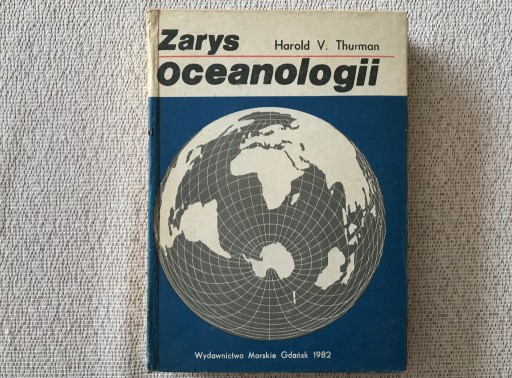 Zarys
Harold V. Thurman
Oceanologii
Wydawnictwo Morskie Gdańsk 1982